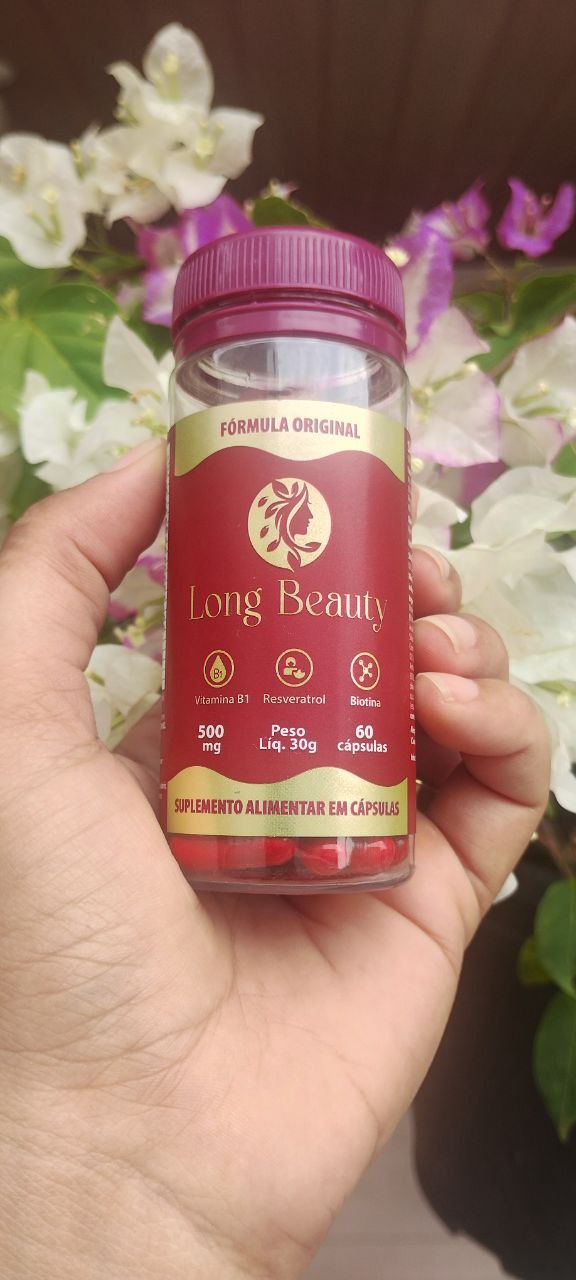 FÓRMULA ORIGINAL
Long Beauty
B1
Vitamina B1 Resveratrol Biotina
500 mg
Peso Líq. 30g
60 cápsulas
SUPLEMENTO ALIMENTAR EM CÁPSULAS